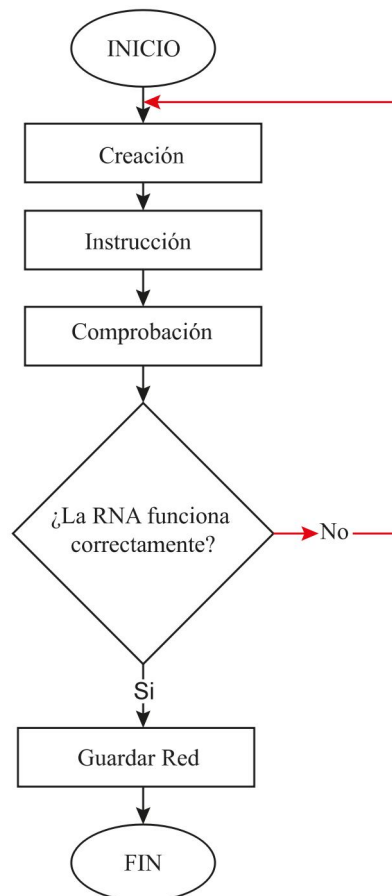 INICIO
Creación
Instrucción
Comprobación
¿La RNA funciona
correctamente?
No
Si
Guardar Red
FIN